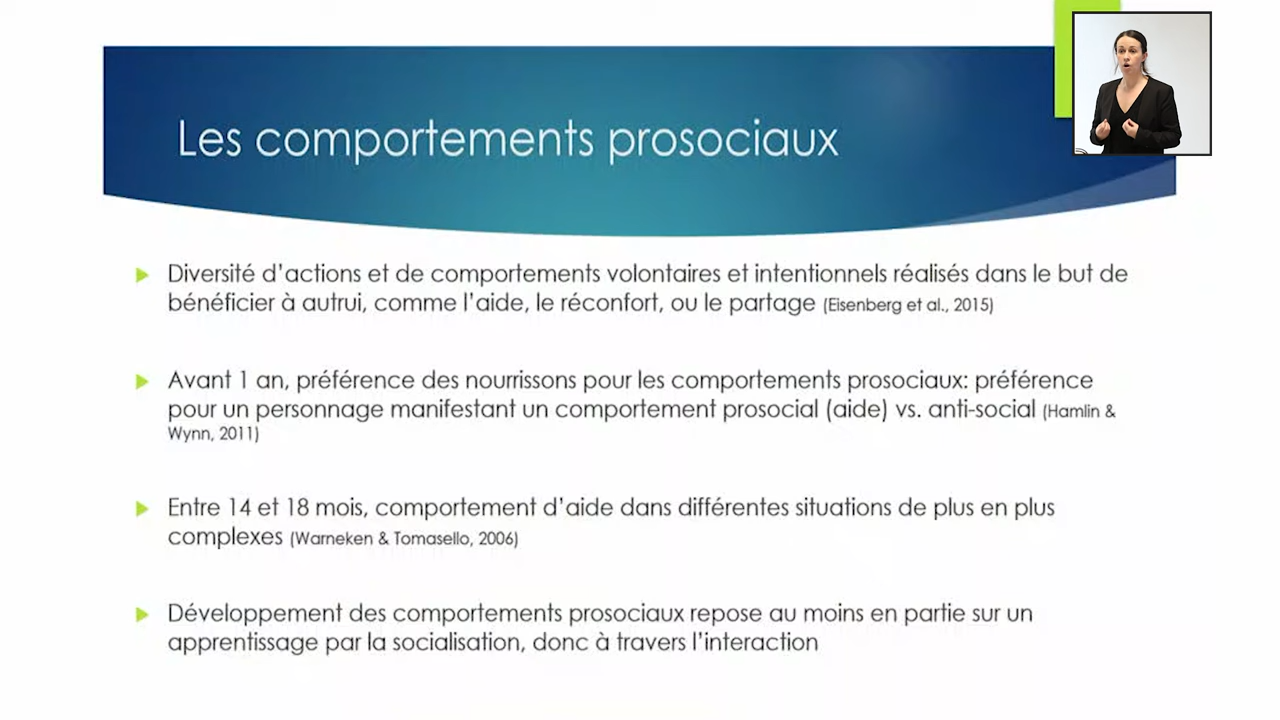 Les comportements prosociaux
Diversité d'actions et de comportements volontaires et intentionnels réalisés dans le but de
bénéficier à autrui, comme l'aide, le réconfort, ou le partage (Eisenberg et al., 2015)
Avant 1 an, préférence des nourrissons pour les comportements prosociaux: préférence
pour un personnage manifestant un comportement prosocial (aide) vs. anti-social (Hamlin &
Wynn, 2011)
Entre 14 et 18 mois, comportement d'aide dans différentes situations de plus en plus
complexes (Warneken & Tomasello, 2006)
Développement des comportements prosociaux repose au moins en partie sur un
apprentissage par la socialisation, donc à travers l'interaction